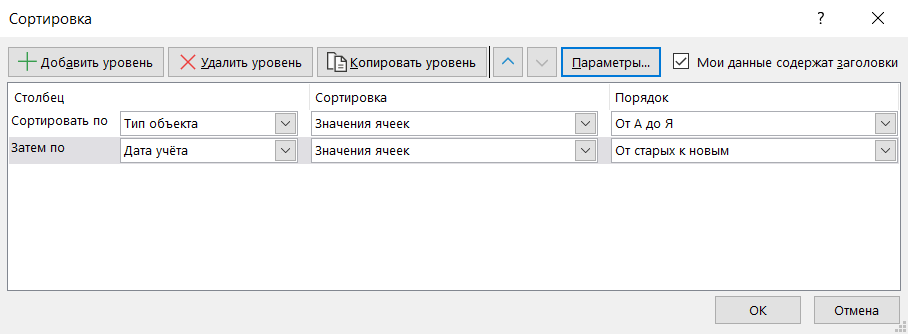 Сортировка ?
Добавить уровень Удалить уровень Копировать уровень Параметры... Мои данные содержат заголовки
Столбец Сортировка Порядок
Сортировать по Тип объекта Значения ячеек От А до Я
Затем по Дата учёта Значения ячеек От старых к новым
ОК Отмена